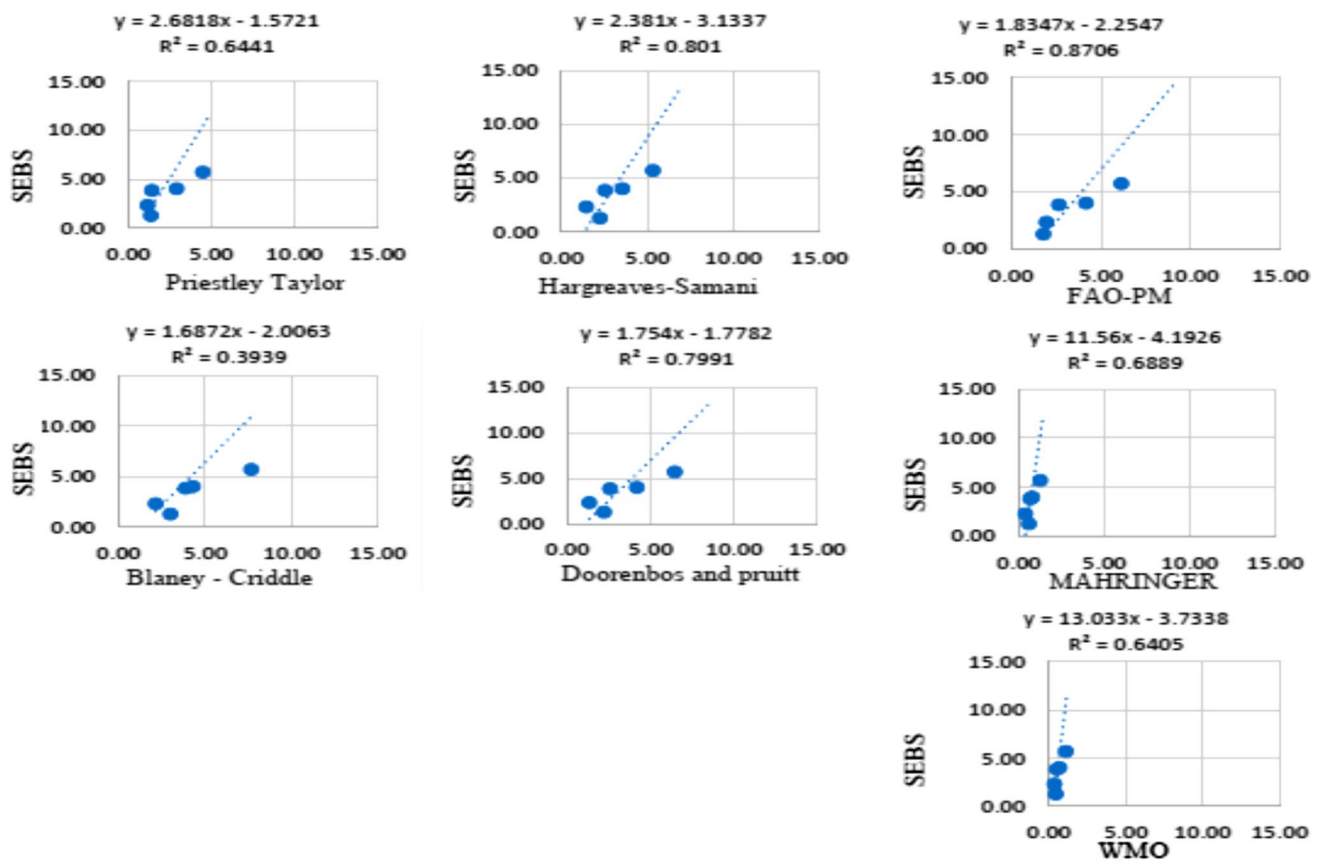 y = 2.6818x - 1.5721
R² = 0.6441
15.00
10.00
5.00
0.00
SEBS
0.00 5.00 10.00 15.00
Priestley Taylor
y = 2.381x - 3.1337
R² = 0.801
15.00
10.00
5.00
0.00
SEBS
0.00 5.00 10.00 15.00
Hargreaves-Samani
y = 1.8347x - 2.2547
R² = 0.8706
15.00
10.00
5.00
0.00
SEBS
0.00 5.00 10.00 15.00
FAO-PM
y = 1.6872x - 2.0063
R² = 0.3939
15.00
10.00
5.00
0.00
SEBS
0.00 5.00 10.00 15.00
Blaney - Criddle
y = 1.754x - 1.7782
R² = 0.7991
15.00
10.00
5.00
0.00
SEBS
0.00 5.00 10.00 15.00
Doorenbos and pruitt
y = 11.56x - 4.1926
R² = 0.6889
15.00
10.00
5.00
0.00
SEBS
0.00 5.00 10.00 15.00
MAHRINGER
y = 13.033x - 3.7338
R² = 0.6405
15.00
10.00
5.00
0.00
SEBS
0.00 5.00 10.00 15.00
WMO